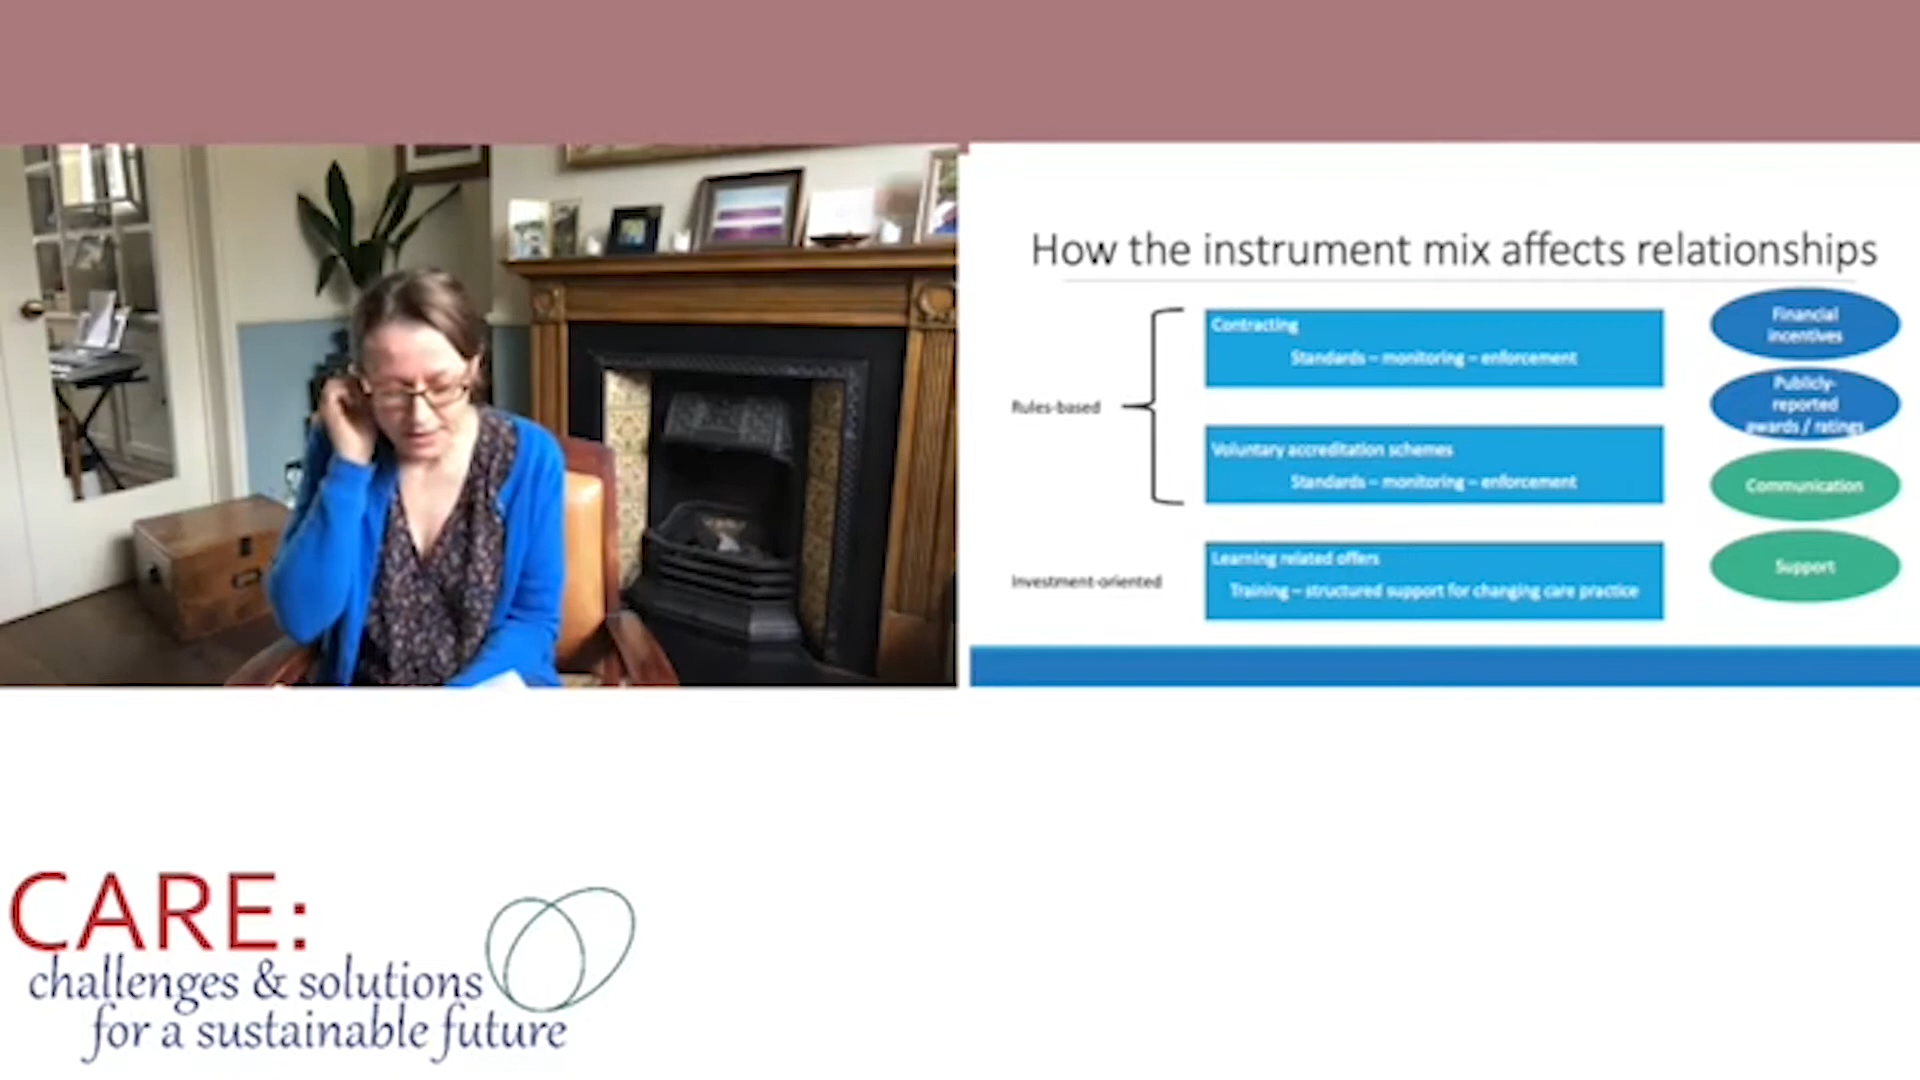 How the instrument mix affects relationships
Rules-based
Contracting
Standards – monitoring – enforcement
Voluntary accreditation schemes
Standards – monitoring – enforcement
Investment-oriented
Learning related offers
Training – structured support for changing care practice
Financial
incentives
Publicly-
reported
awards / ratings
Communication
Support
CARE:
challenges & solutions
for a sustainable future